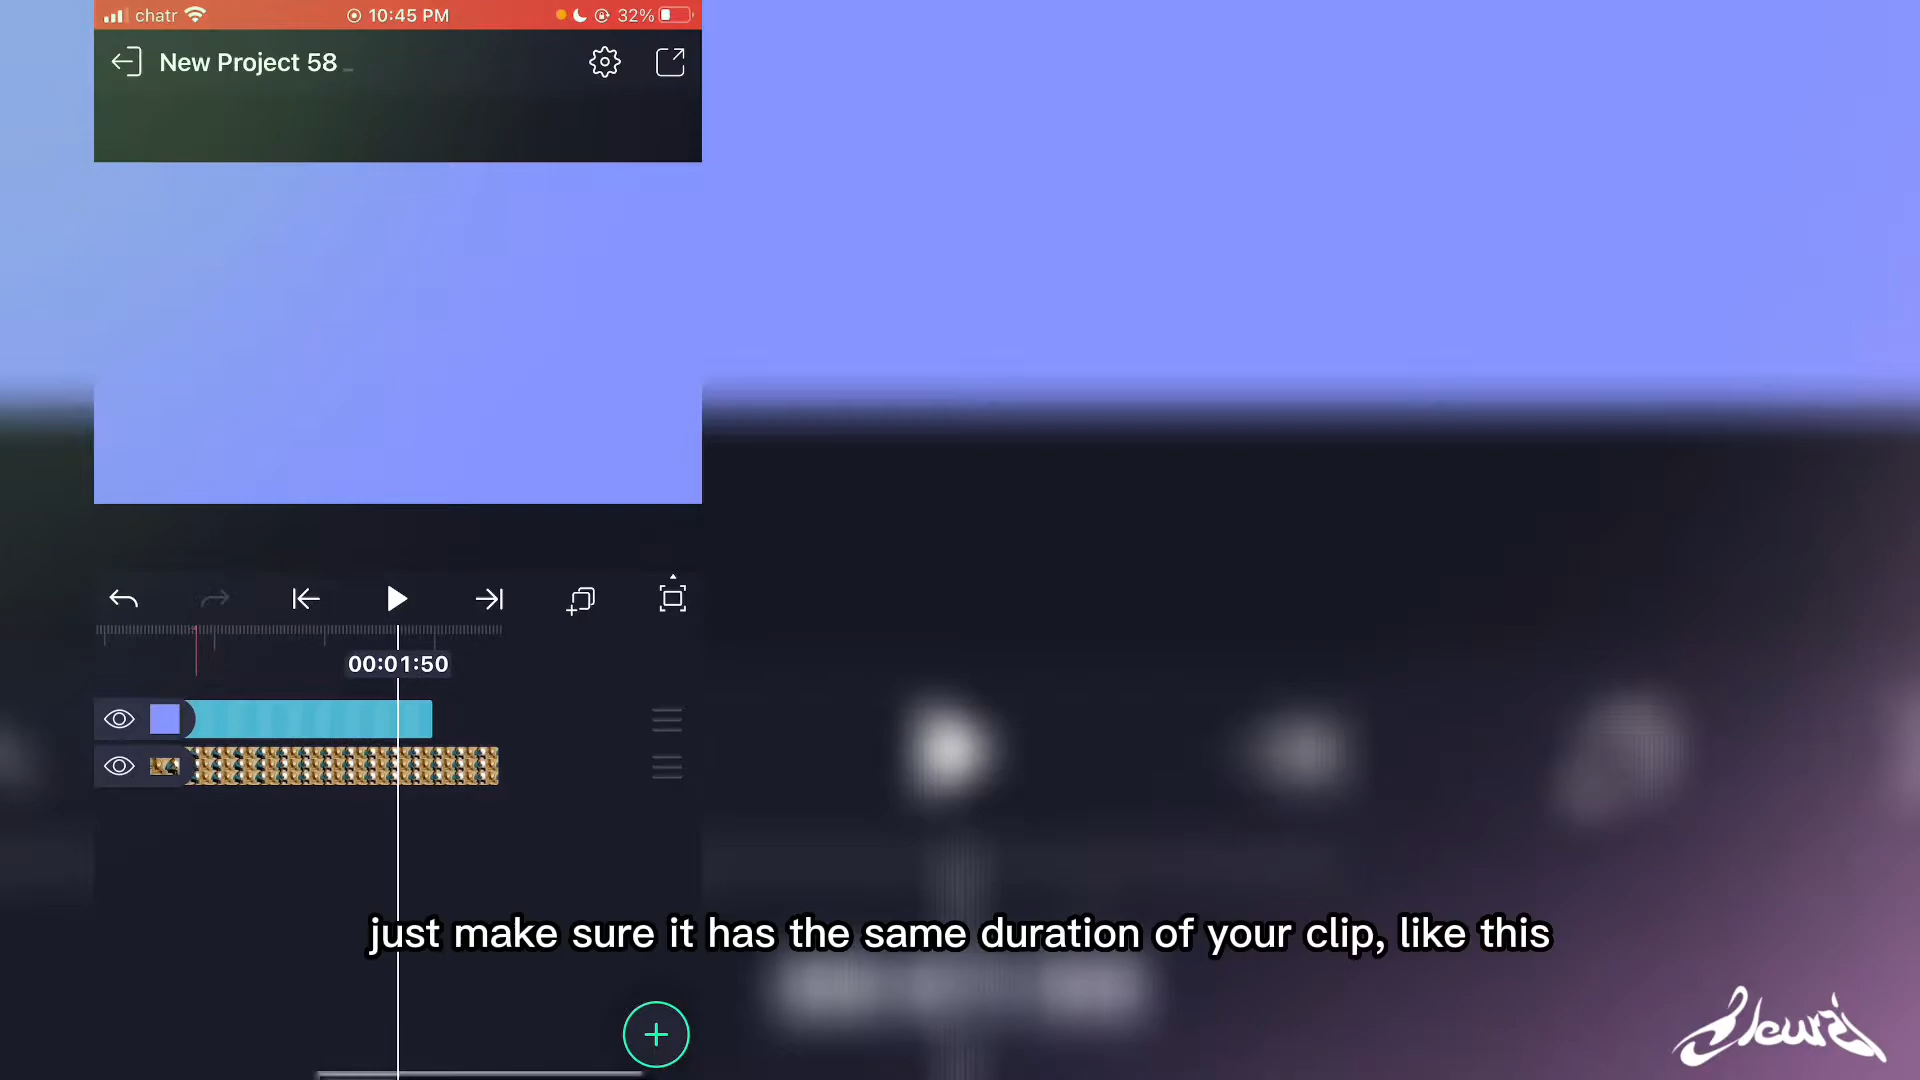 chatr 10:45 PM 32%
New Project 58
00:01:50
just make sure it has the same duration of your clip, like this